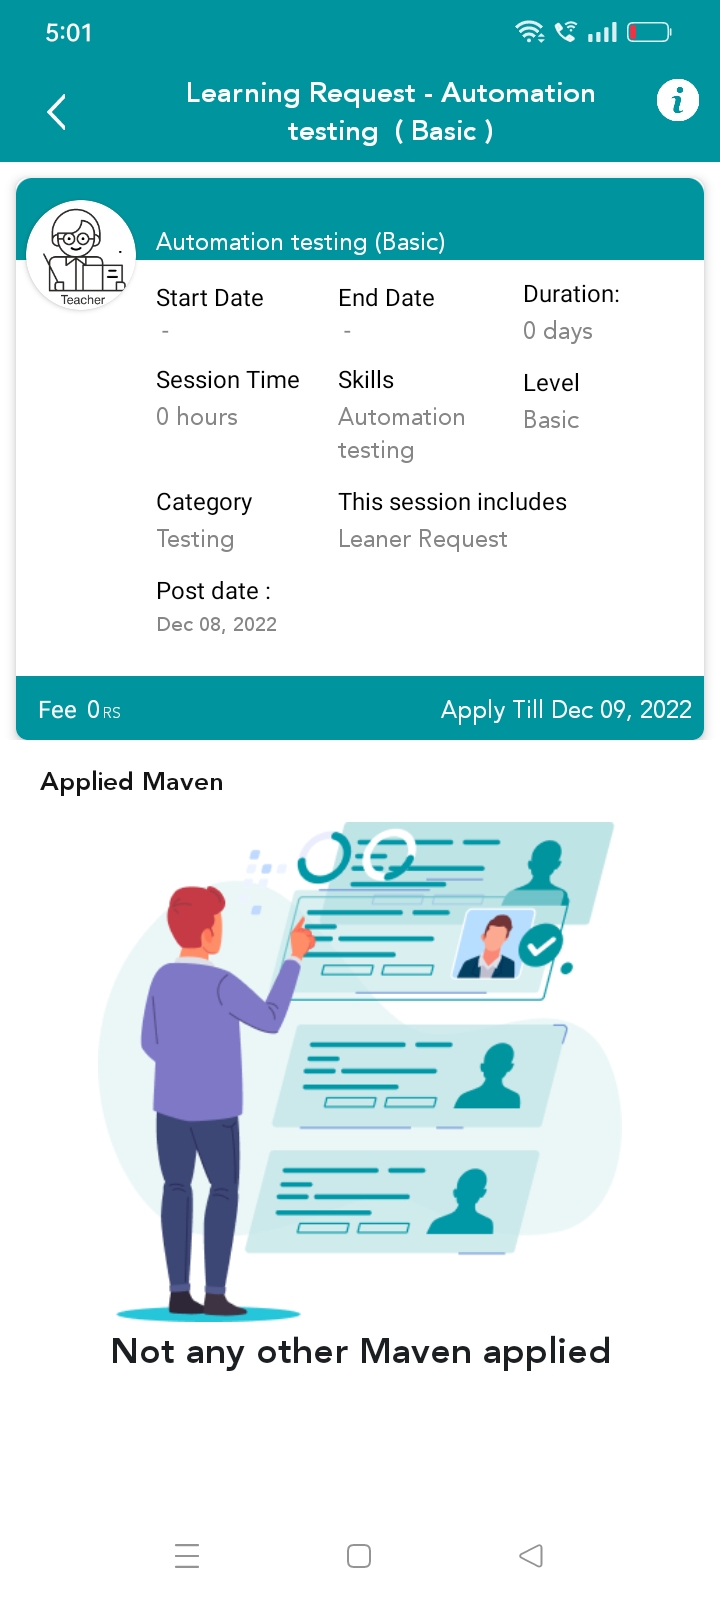 5:01
Learning Request - Automation
testing ( Basic )
Automation testing (Basic)
Teacher
Start Date
-
End Date
-
Duration:
0 days
Session Time
0 hours
Skills
Automation
testing
Level
Basic
Category
Testing
This session includes
Leaner Request
Post date :
Dec 08, 2022
Fee 0 RS
Apply Till Dec 09, 2022
Applied Maven
Not any other Maven applied